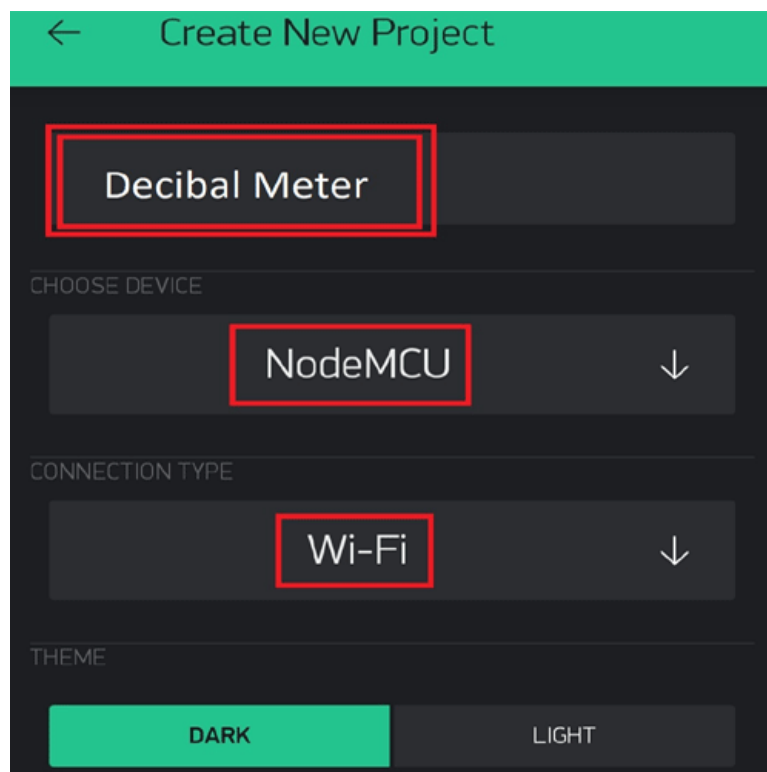 Create New Project
Decibal Meter
CHOOSE DEVICE
NodeMCU
CONNECTION TYPE
Wi-Fi
THEME
DARK LIGHT